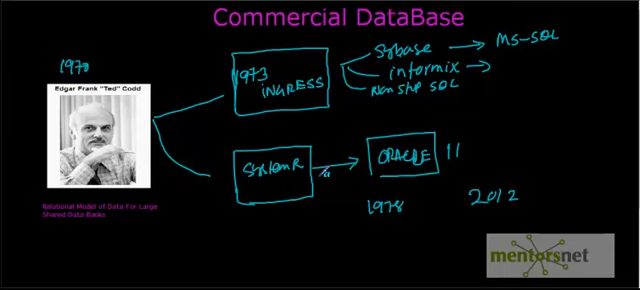 Commercial DataBase
1970
Edgar Frank "Ted" Codd
Relational Model of Data For Large
Shared Data Banks
1973
INGRESS
Sybase
MS-SQL
informix
Non Stop SQL
System R
ORACLE 11
1978
2012
mentorsnet